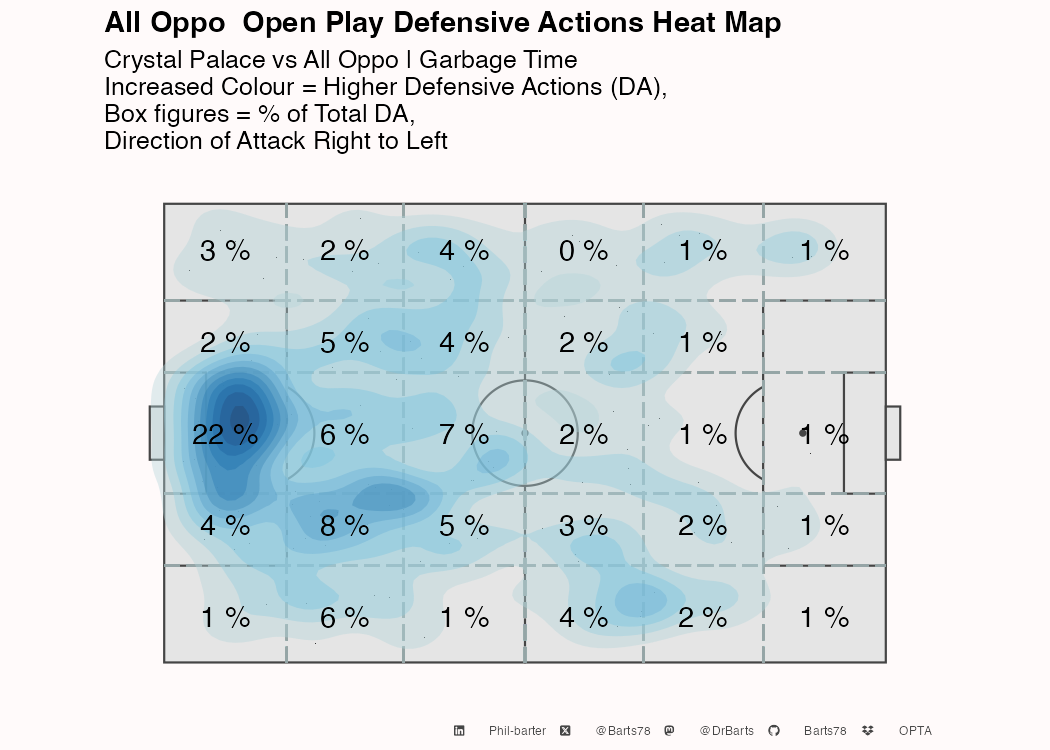 All Oppo  Open Play Defensive Actions Heat Map
Crystal Palace vs All Oppo | Garbage Time
Increased Colour = Higher Defensive Actions (DA),
Box figures = % of Total DA,
Direction of Attack Right to Left
3 % 2 % 4 % 0 % 1 % 1 %
2 % 5 % 4 % 2 % 1 %
22 % 6 % 7 % 2 % 1 % 1 %
4 % 8 % 5 % 3 % 2 % 1 %
1 % 6 % 1 % 4 % 2 % 1 %
Phil-barter @Barts78 @DrBarts Barts78 OPTA